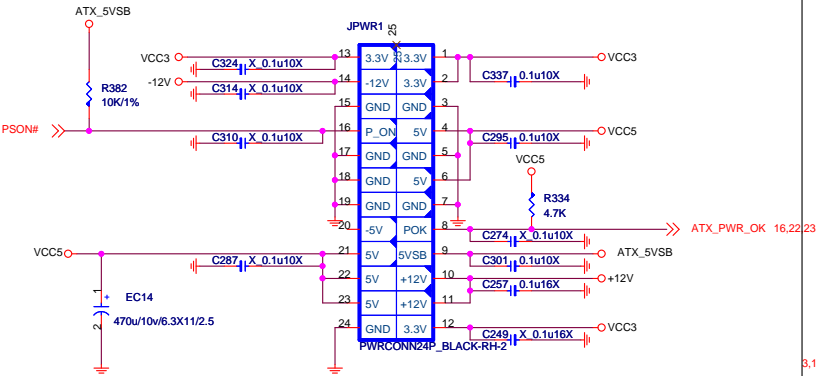 ATX_5VSB
JPWR1
25
25
VCC3
C324 X_0.1u10X
13
3.3V
3.3V
1
VCC3
-12V
C314 X_0.1u10X
14
-12V
3.3V
2
C337 0.1u10X
R382
10K/1%
15
GND
GND
3
PSON#
C310 X_0.1u10X
16
P_ON
5V
4
C295 0.1u10X
VCC5
17
GND
GND
5
VCC5
18
GND
5V
6
R334
4.7K
19
GND
GND
7
20
-5V
POK
8
C274 X_0.1u10X
ATX_PWR_OK 16,22,23
VCC5
C287 X_0.1u10X
21
5V
5VSB
9
C301 0.1u10X
ATX_5VSB
22
5V
+12V
10
C257 0.1u16X
+12V
1
+
EC14
2
470u/10v/6.3X11/2.5
23
5V
+12V
11
24
GND
3.3V
12
C249 X_0.1u16X
VCC3
PWRCONN24P_BLACK-RH-2
3,1